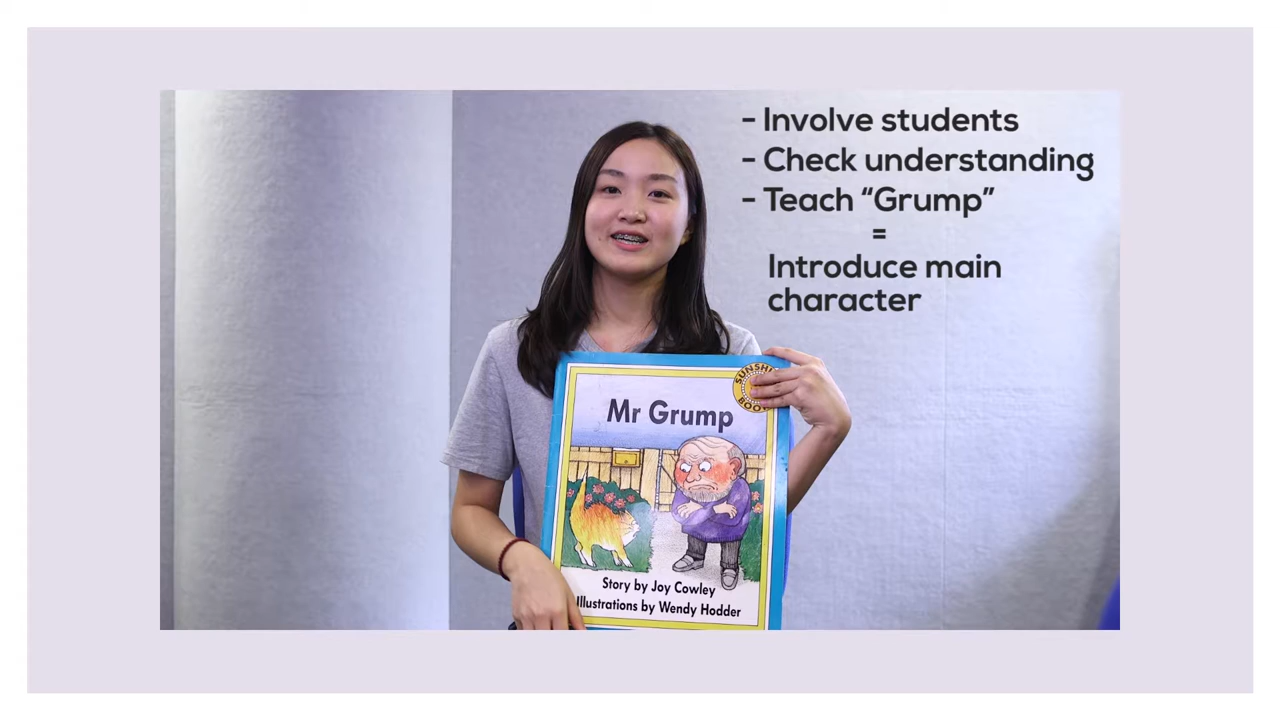 - Involve students
- Check understanding
- Teach “Grump”
=
Introduce main
character
Mr Grump
Story by Joy Cowley
Illustrations by Wendy Hodder